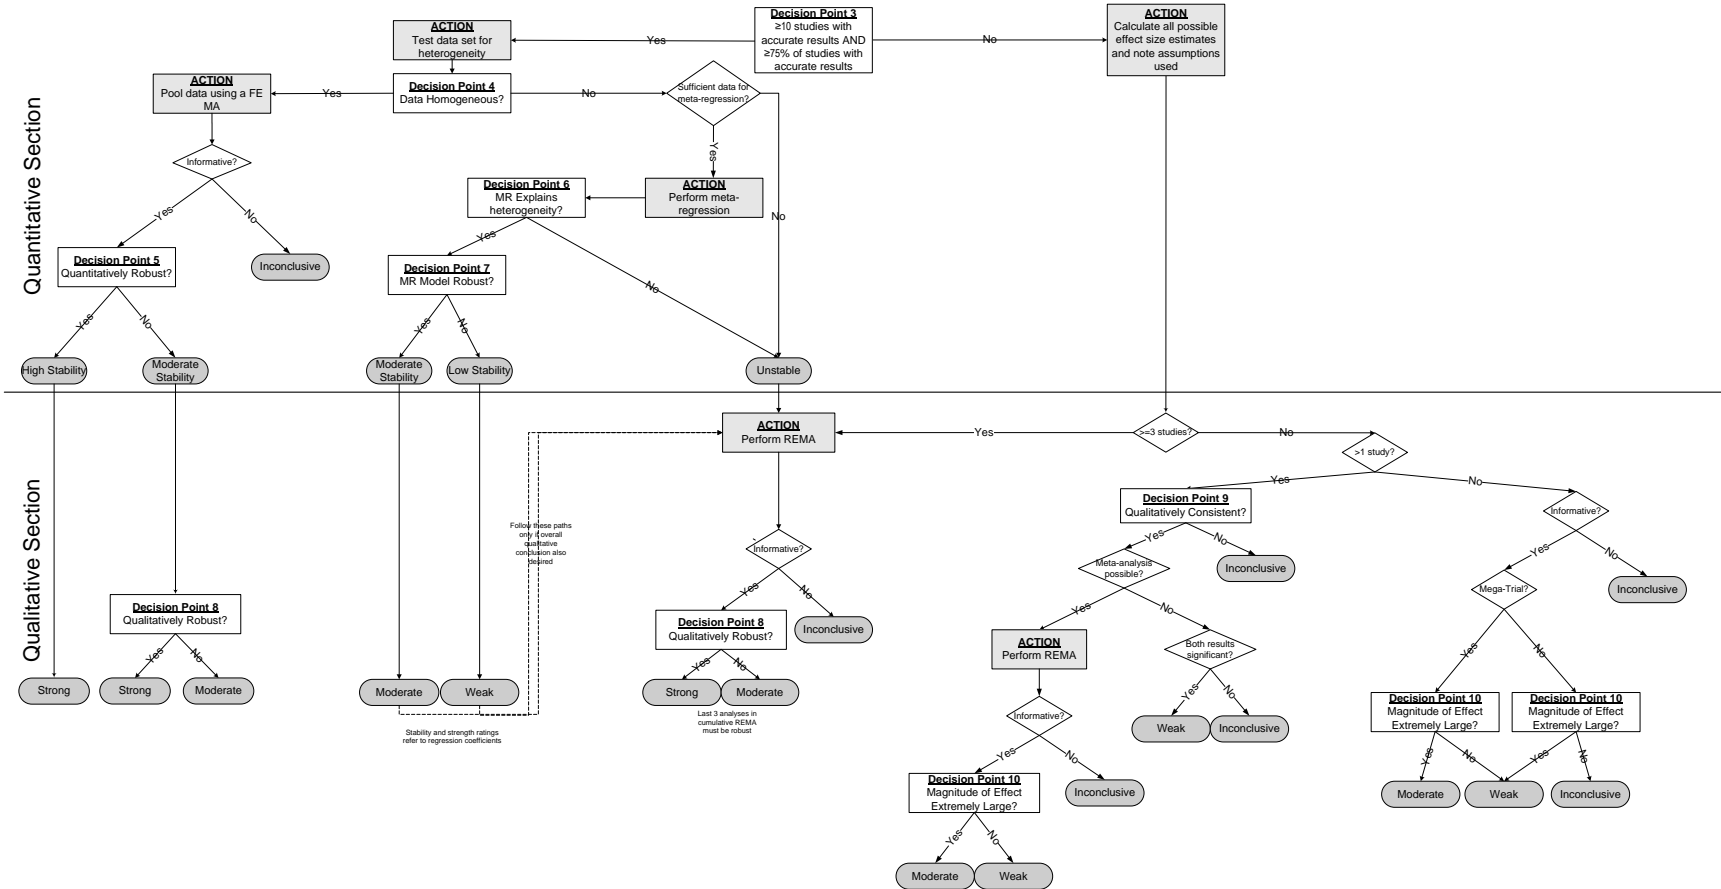 Decision Point 3
≥10 studies with
accurate results AND
≥75% of studies with
accurate results
ACTION
Calculate all possible
effect size estimates
and note assumptions
used
ACTION
Test data set for
heterogeneity
Yes
No
ACTION
Pool data using a FE
MA
Yes
Decision Point 4
Data Homogeneous?
No
Sufficient data for
meta-regression?
Quantitative Section
Informative?
Yes
Decision Point 6
MR Explains
heterogeneity?
ACTION
Perform meta-
regression
No
Yes
No
Yes
Decision Point 5
Quantitatively Robust?
Inconclusive
Decision Point 7
MR Model Robust?
No
Yes
No
Yes
No
High Stability
Moderate
Stability
Moderate
Stability
Low Stability
Unstable
ACTION
Perform REMA
Yes
>=3 studies?
No
>1 study?
Qualitative Section
Yes
No
Decision Point 9
Qualitatively Consistent?
Informative?
Follow these paths
only if overall
qualitative
conclusion also
desired
Informative?
Yes
No
Yes
No
Meta-analysis
possible?
Inconclusive
Mega-Trial?
Inconclusive
Yes
No
Decision Point 8
Qualitatively Robust?
Decision Point 8
Qualitatively Robust?
Inconclusive
Yes
No
ACTION
Perform REMA
Both results
significant?
Yes
No
Yes
No
Yes
No
Strong
Strong
Moderate
Moderate
Weak
Strong
Moderate
Yes
No
Decision Point 10
Magnitude of Effect
Extremely Large?
Decision Point 10
Magnitude of Effect
Extremely Large?
Last 3 analyses in
cumulative REMA
must be robust
Informative?
Weak
Inconclusive
Stability and strength ratings
refer to regression coefficients
Yes
No
Yes
No
Yes
No
Decision Point 10
Magnitude of Effect
Extremely Large?
Inconclusive
Moderate
Weak
Inconclusive
Yes
No
Moderate
Weak